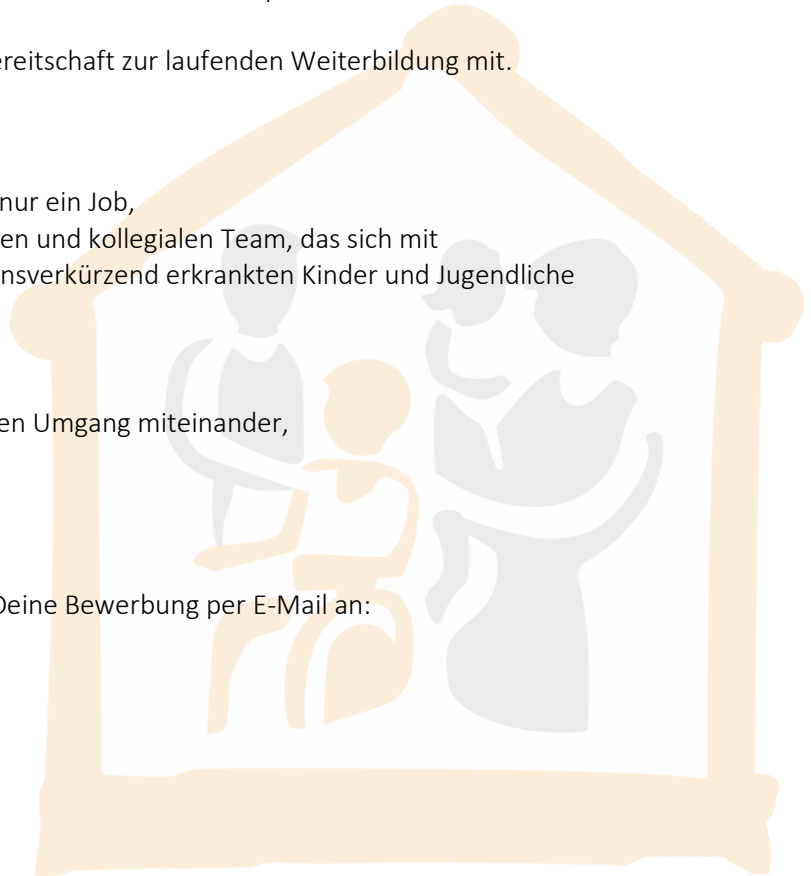 ereitschaft zur laufenden Weiterbildung mit.
nur ein Job,
en und kollegialen Team, das sich mit
nsverkürzend erkrankten Kinder und Jugendliche
en Umgang miteinander,
Deine Bewerbung per E-Mail an: